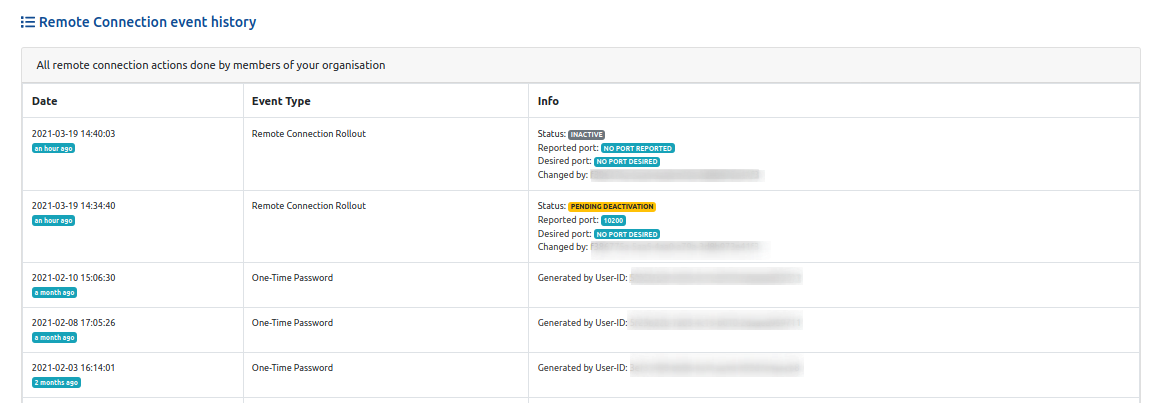 Remote Connection event history
All remote connection actions done by members of your organisation
Date Event Type Info
2021-03-19 14:40:03 Remote Connection Rollout Status: INACTIVE
an hour ago Reported port: NO PORT REPORTED
Desired port: NO PORT DESIRED
Changed by:
2021-03-19 14:34:40 Remote Connection Rollout Status: PENDING DEACTIVATION
an hour ago Reported port: 10200
Desired port: NO PORT DESIRED
Changed by:
2021-02-10 15:06:30 One-Time Password Generated by User-ID:
a month ago
2021-02-08 17:05:26 One-Time Password Generated by User-ID:
a month ago
2021-02-03 16:14:01 One-Time Password Generated by User-ID:
2 months ago